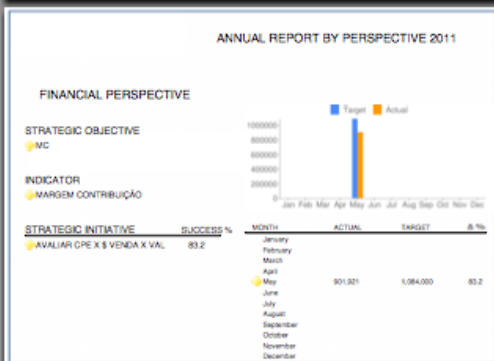 ANNUAL REPORT BY PERSPECTIVE 2011
FINANCIAL PERSPECTIVE
STRATEGIC OBJECTIVE
MC
INDICATOR
MARGEM CONTRIBUIÇÃO
STRATEGIC INITIATIVE SUCCESS %
AVALIAR CPE X $ VENDA X VAL 83.2
Target Actual
1000000
800000
600000
400000
200000
Jan Feb Mar Apr May Jun Jul Aug Sep Oct Nov Dec
MONTH ACTUAL TARGET
January
February
March
April
May 901,921 1,084,000 83.2
June
July
August
September
October
November
December